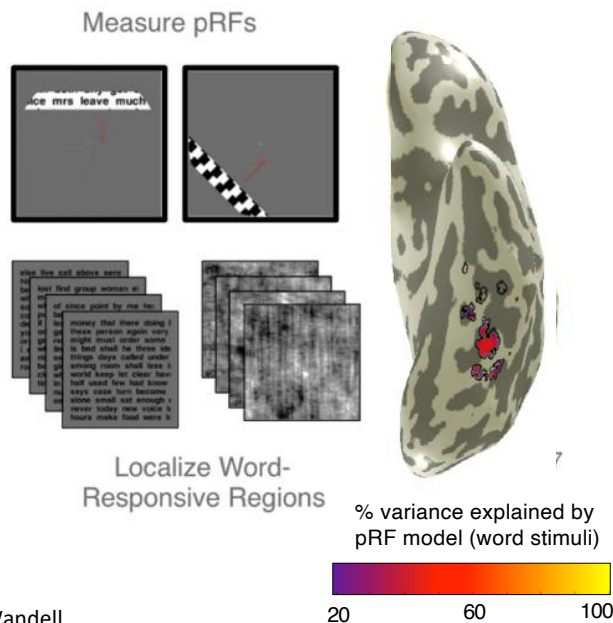 Measure pRFs
ice mrs leave much
else live call above
lost find group woman
of since point by me
money that there doing
these person again very
might must order some
is bed shall he three
things days called under
among room shall less
world keep let clear
half used few had know
says case turn become
alone small sat enough
never today new voice
hours make food were
Localize Word-
Responsive Regions
% variance explained by
pRF model (word stimuli)
20 60 100
Wandell